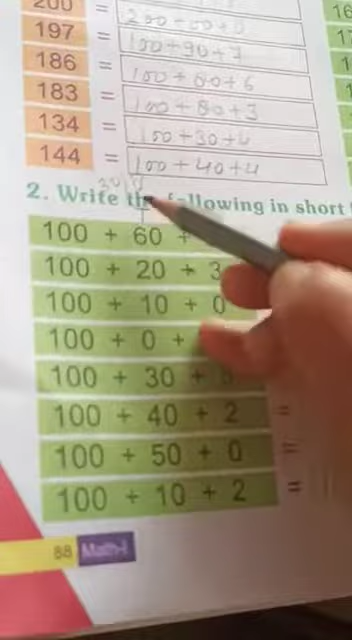 200 =
197 = 100+90+7
186 = 100+80+6
183 = 100+80+3
134 = 100+30+4
144 = 100+40+4
2. Write the following in short
100 + 60 +
100 + 20 + 3
100 + 10 + 0
100 + 0 +
100 + 30 +
100 + 40 + 2 =
100 + 50 + 0 =
100 + 10 + 2 =
88 Math-I
16